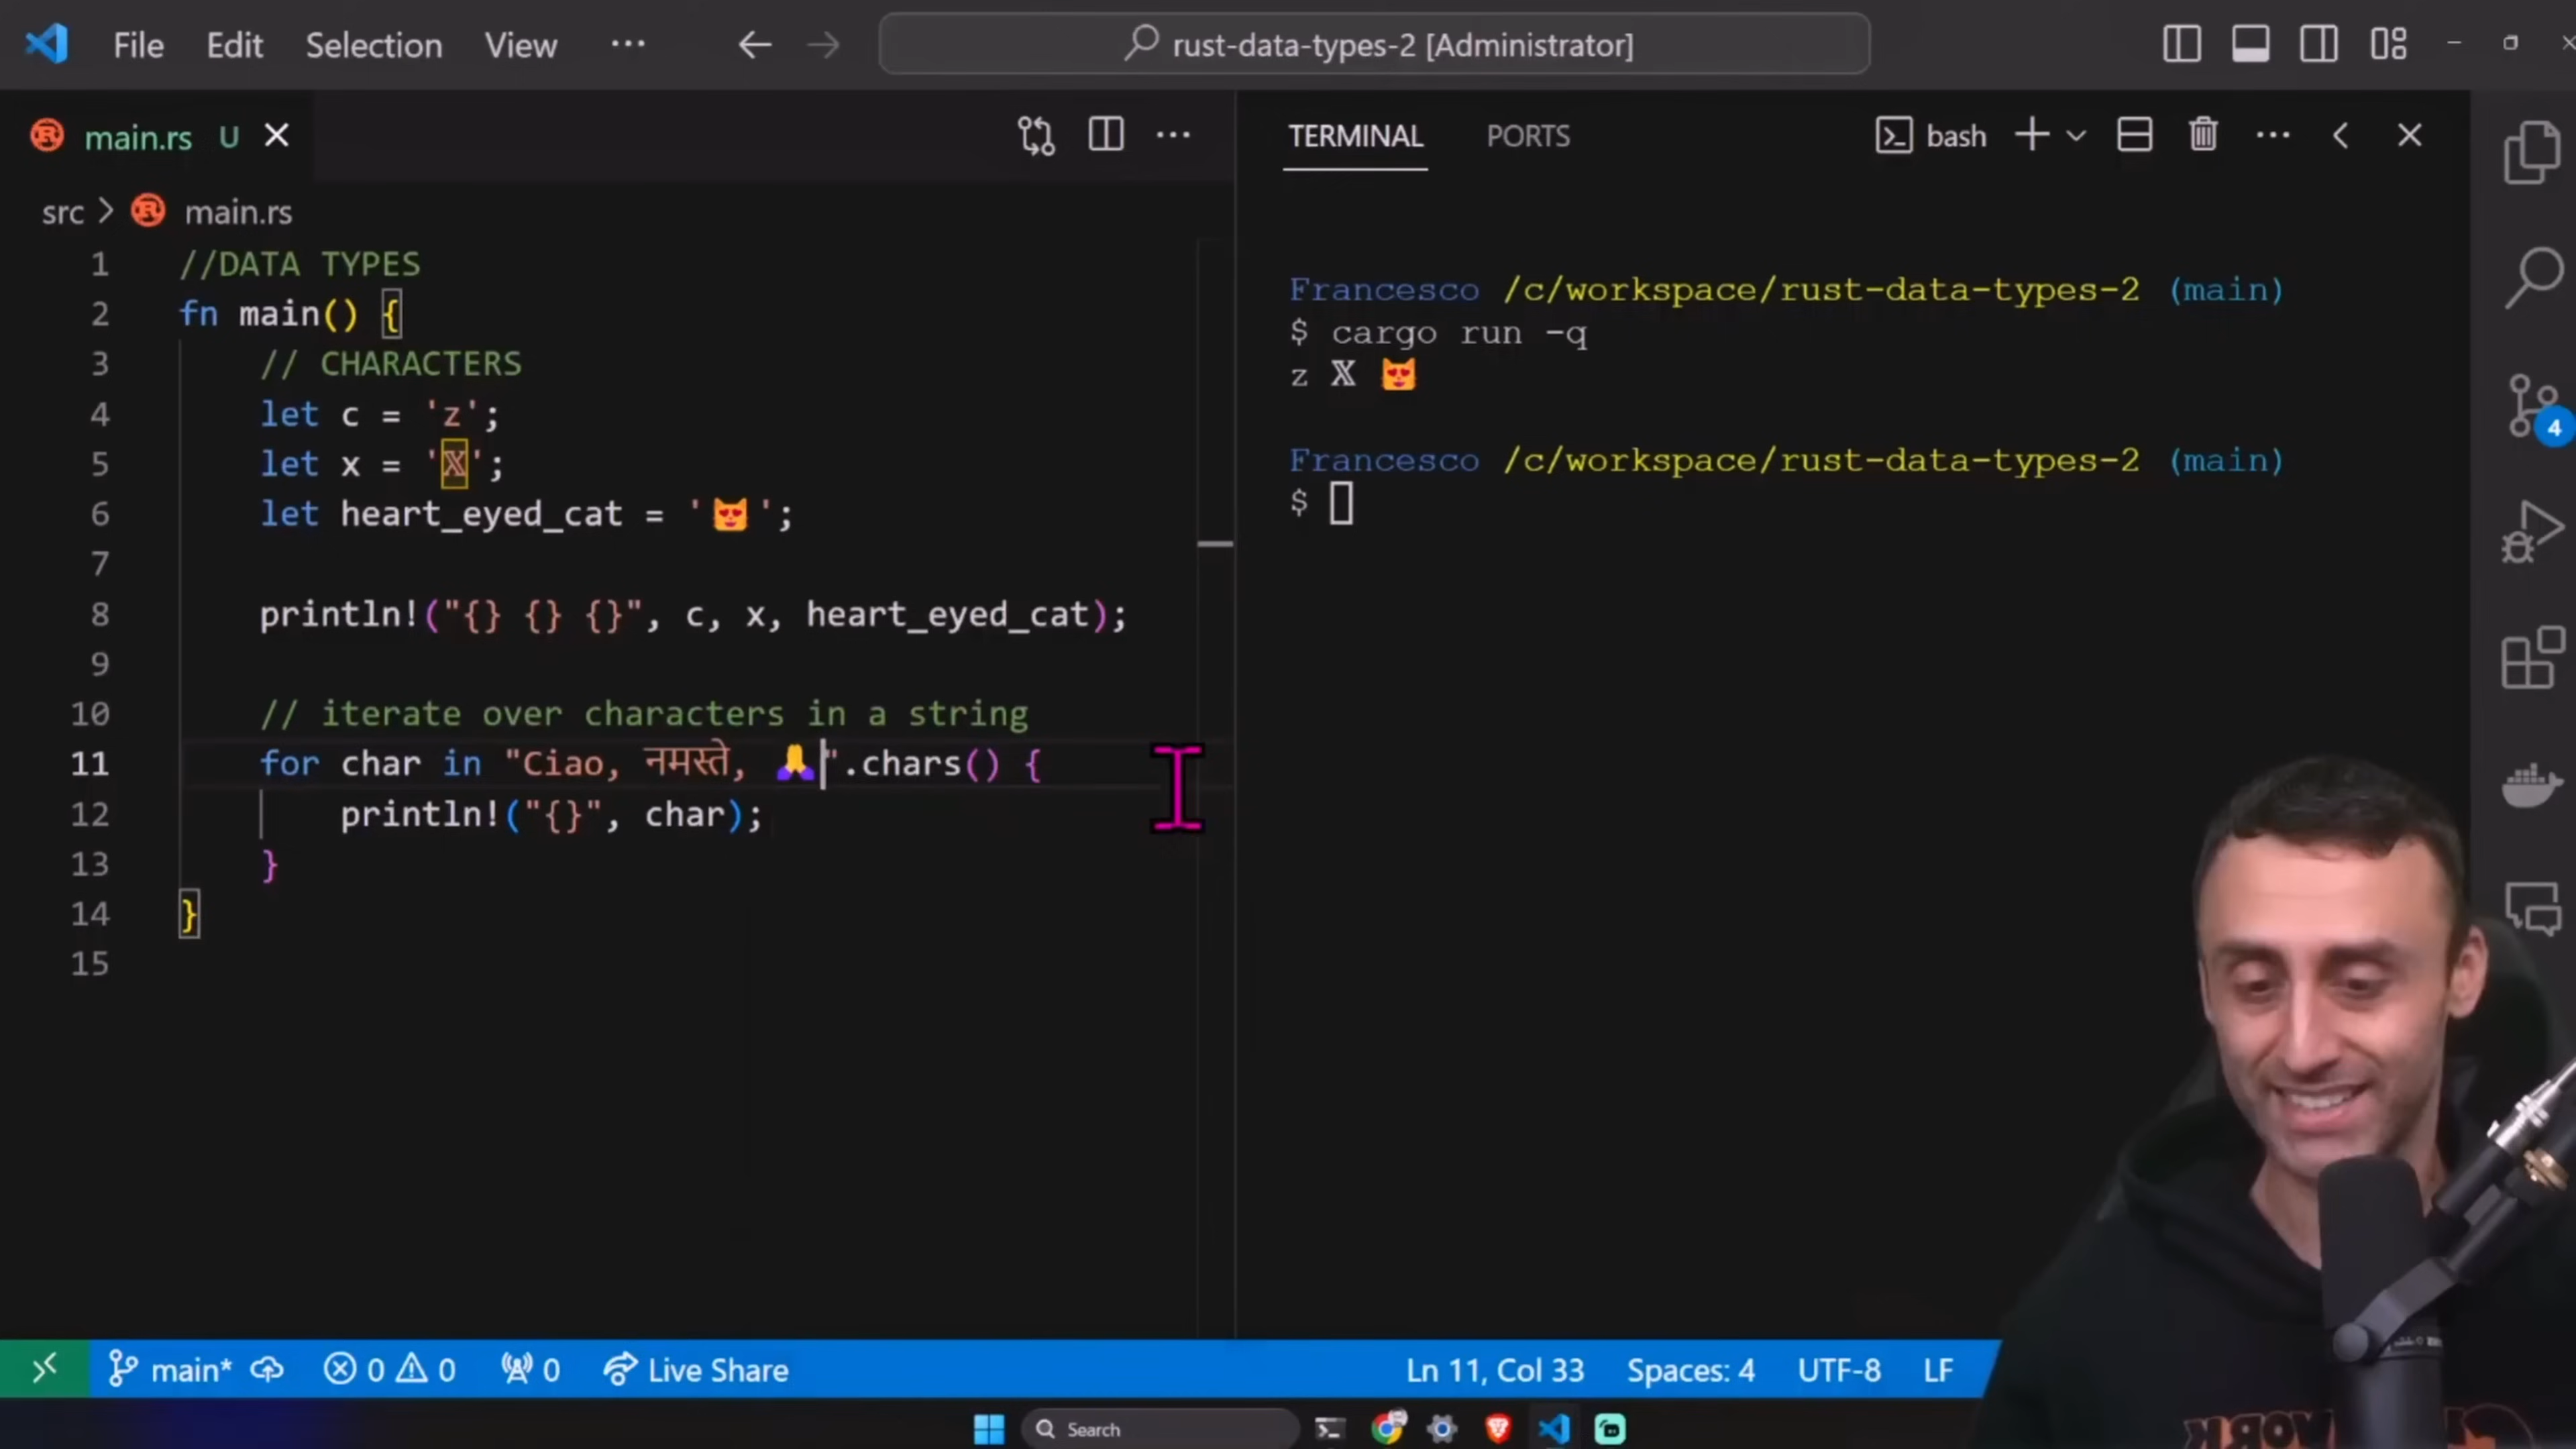 File Edit Selection View ··· rust-data-types-2 [Administrator]
main.rs U
TERMINAL PORTS bash
src > main.rs
1 //DATA TYPES
2 fn main() {
3 // CHARACTERS
4 let c = 'z';
5 let x = '𝕏';
6 let heart_eyed_cat = '😻';
7
8 println!("{} {} {}", c, x, heart_eyed_cat);
9
10 // iterate over characters in a string
11 for char in "Ciao, नमस्ते, 🙏".chars() {
12 println!("{}", char);
13 }
14 }
15
Francesco /c/workspace/rust-data-types-2 (main)
$ cargo run -q
z 𝕏 😻
Francesco /c/workspace/rust-data-types-2 (main)
$
4
main* 0 0 0 Live Share Ln 11, Col 33 Spaces: 4 UTF-8 LF
Search